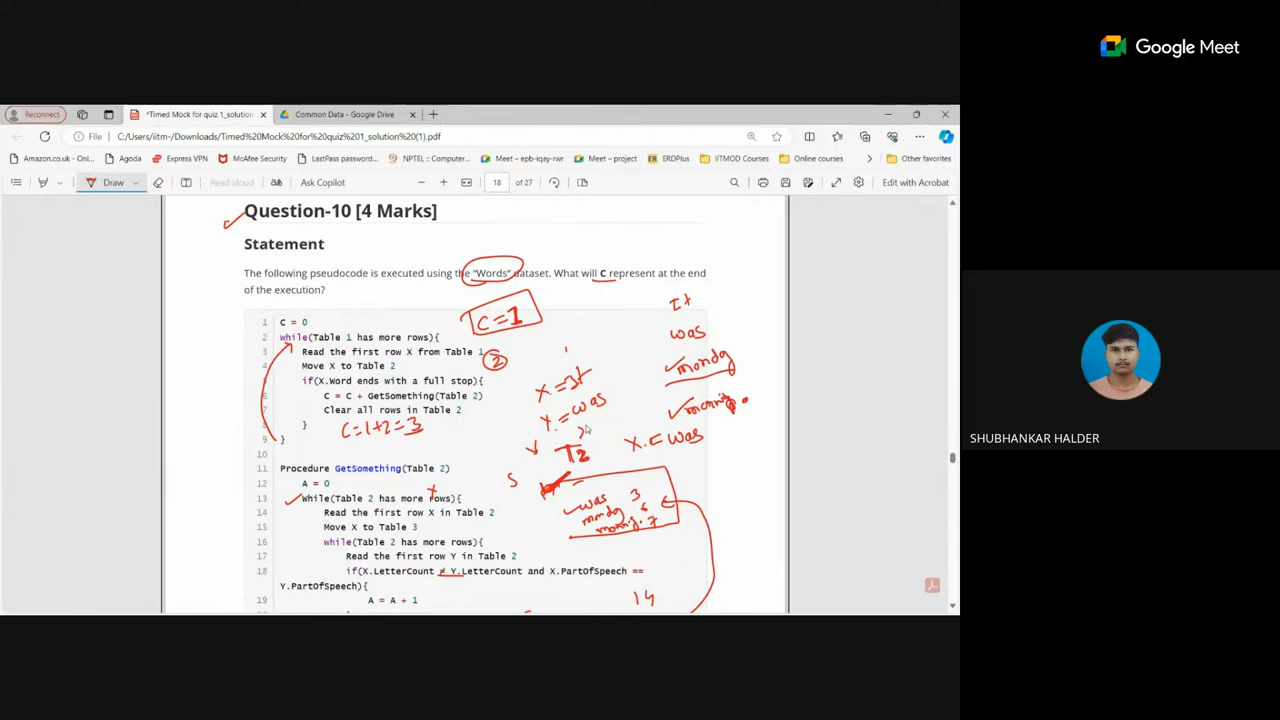 Google Meet
Reconnect
*Timed Mock for quiz 1_solution
Common Data - Google Drive
File
C:/Users/iitm-/Downloads/Timed%20Mock%20for%20quiz%201_solution%20(1).pdf
Amazon.co.uk - Onl...
Agoda
Express VPN
McAfee Security
LastPass password...
NPTEL :: Computer...
Meet – epb-iqay-rwr
Meet – project
ERDPlus
IITMOD Courses
Online courses
Other favorites
Draw
Read aloud
Ask Copilot
18 of 27
Edit with Acrobat
Question-10 [4 Marks]
Statement
The following pseudocode is executed using the "Words" dataset. What will C represent at the end
of the execution?
C = 1
It
was
1 C = 0
2 while(Table 1 has more rows){
3 Read the first row X from Table 1
2
4 Move X to Table 2
if(X.Word ends with a full stop){
6 C = C + GetSomething(Table 2)
Clear all rows in Table 2
}
C=1+2=3
9 }
10
X = It
Y. = was
T2
X. = was
was 3
6
7
11 Procedure GetSomething(Table 2)
12 A = 0
13 While(Table 2 has more rows){
14 Read the first row X in Table 2
15 Move X to Table 3
16 while(Table 2 has more rows){
17 Read the first row Y in Table 2
18 if(X.LetterCount ≠ Y.LetterCount and X.PartOfSpeech ==
Y.PartOfSpeech){
19 A = A + 1
14
SHUBHANKAR HALDER